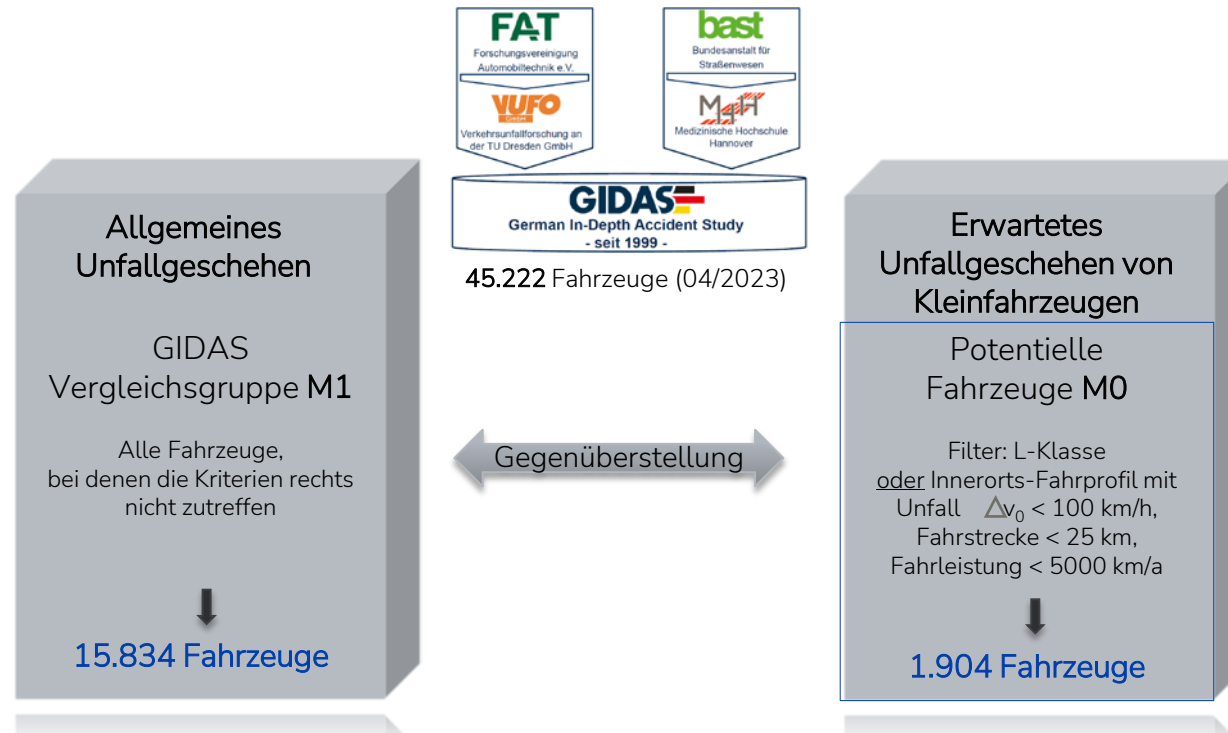 FAT
Forschungsvereinigung
Automobiltechnik e.V.
VUFO
GmbH
Verkehrsunfallforschung an
der TU Dresden GmbH
bast
Bundesanstalt für
Straßenwesen
MHH
Medizinische Hochschule
Hannover
GIDAS
German In-Depth Accident Study
- seit 1999 -
45.222 Fahrzeuge (04/2023)
Allgemeines
Unfallgeschehen
GIDAS
Vergleichsgruppe M1
Alle Fahrzeuge,
bei denen die Kriterien rechts
nicht zutreffen
15.834 Fahrzeuge
Gegenüberstellung
Erwartetes
Unfallgeschehen von
Kleinfahrzeugen
Potentielle
Fahrzeuge M0
Filter: L-Klasse
oder Innerorts-Fahrprofil mit
Unfall △v₀ < 100 km/h,
Fahrstrecke < 25 km,
Fahrleistung < 5000 km/a
1.904 Fahrzeuge